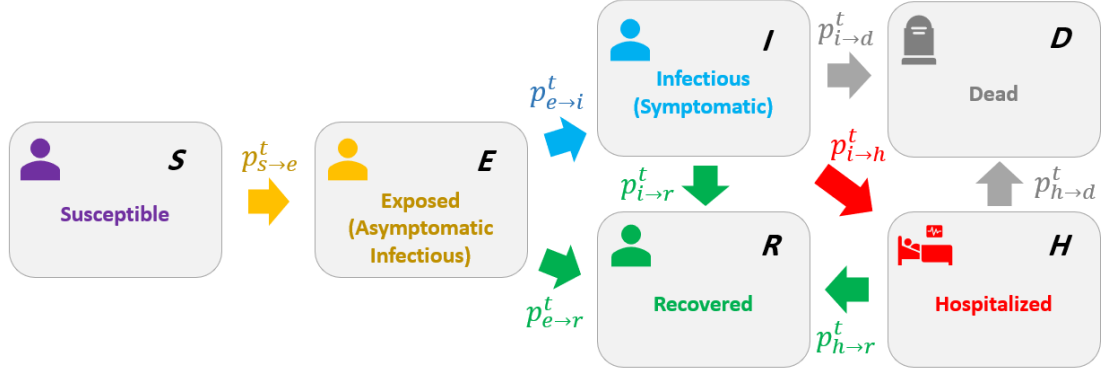 S
Susceptible
p^t_{s→e}
E
Exposed
(Asymptomatic
Infectious)
p^t_{e→i}
p^t_{e→r}
I
Infectious
(Symptomatic)
p^t_{i→r}
R
Recovered
p^t_{i→d}
p^t_{i→h}
p^t_{h→r}
D
Dead
p^t_{h→d}
H
Hospitalized